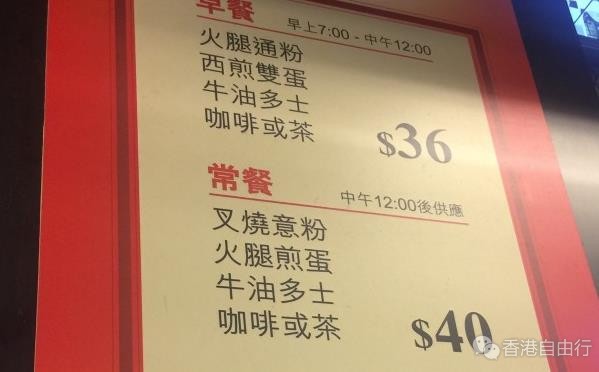 早餐 早上7:00 - 中午12:00
火腿通粉
西煎雙蛋
牛油多士
咖啡或茶 $36
常餐 中午12:00後供應
叉燒意粉
火腿煎蛋
牛油多士
咖啡或茶 $40
香港自由行